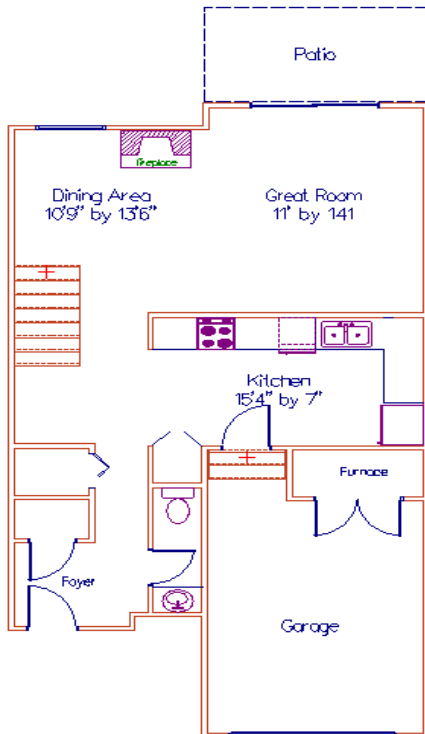 Patio
Fireplace
Dining Area
10'9" by 13'6"
Great Room
11' by 141
Kitchen
15'4" by 7"
Furnace
Foyer
Garage